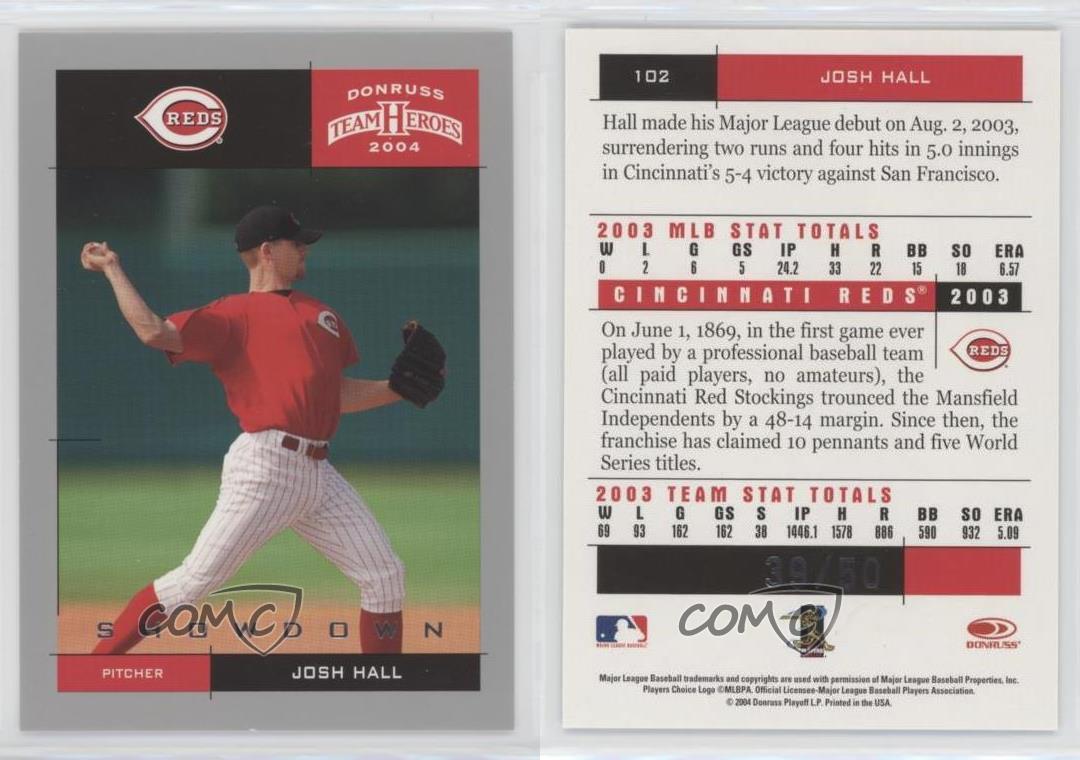 REDS
DONRUSS
TEAM HEROES
2004
SHOWDOWN
COMC
PITCHER
JOSH HALL
102
JOSH HALL
Hall made his Major League debut on Aug. 2, 2003,
surrendering two runs and four hits in 5.0 innings
in Cincinnati's 5-4 victory against San Francisco.
2003 MLB STAT TOTALS
W L G GS IP H R BB SO ERA
0 2 6 5 24.2 33 22 15 18 6.57
CINCINNATI REDS® 2003
On June 1, 1869, in the first game ever
played by a professional baseball team
(all paid players, no amateurs), the
Cincinnati Red Stockings trounced the Mansfield
Independents by a 48-14 margin. Since then, the
franchise has claimed 10 pennants and five World
Series titles.
REDS
2003 TEAM STAT TOTALS
W L G GS S IP H R BB SO ERA
69 93 162 162 38 1446.1 1578 886 590 932 5.09
39/50
COMC
MAJOR LEAGUE BASEBALL
DONRUSS
Major League Baseball trademarks and copyrights are used with permission of Major League Baseball Properties, Inc.
Players Choice Logo ©MLBPA. Official Licensee-Major League Baseball Players Association.
© 2004 Donruss Playoff L.P. Printed in the USA.